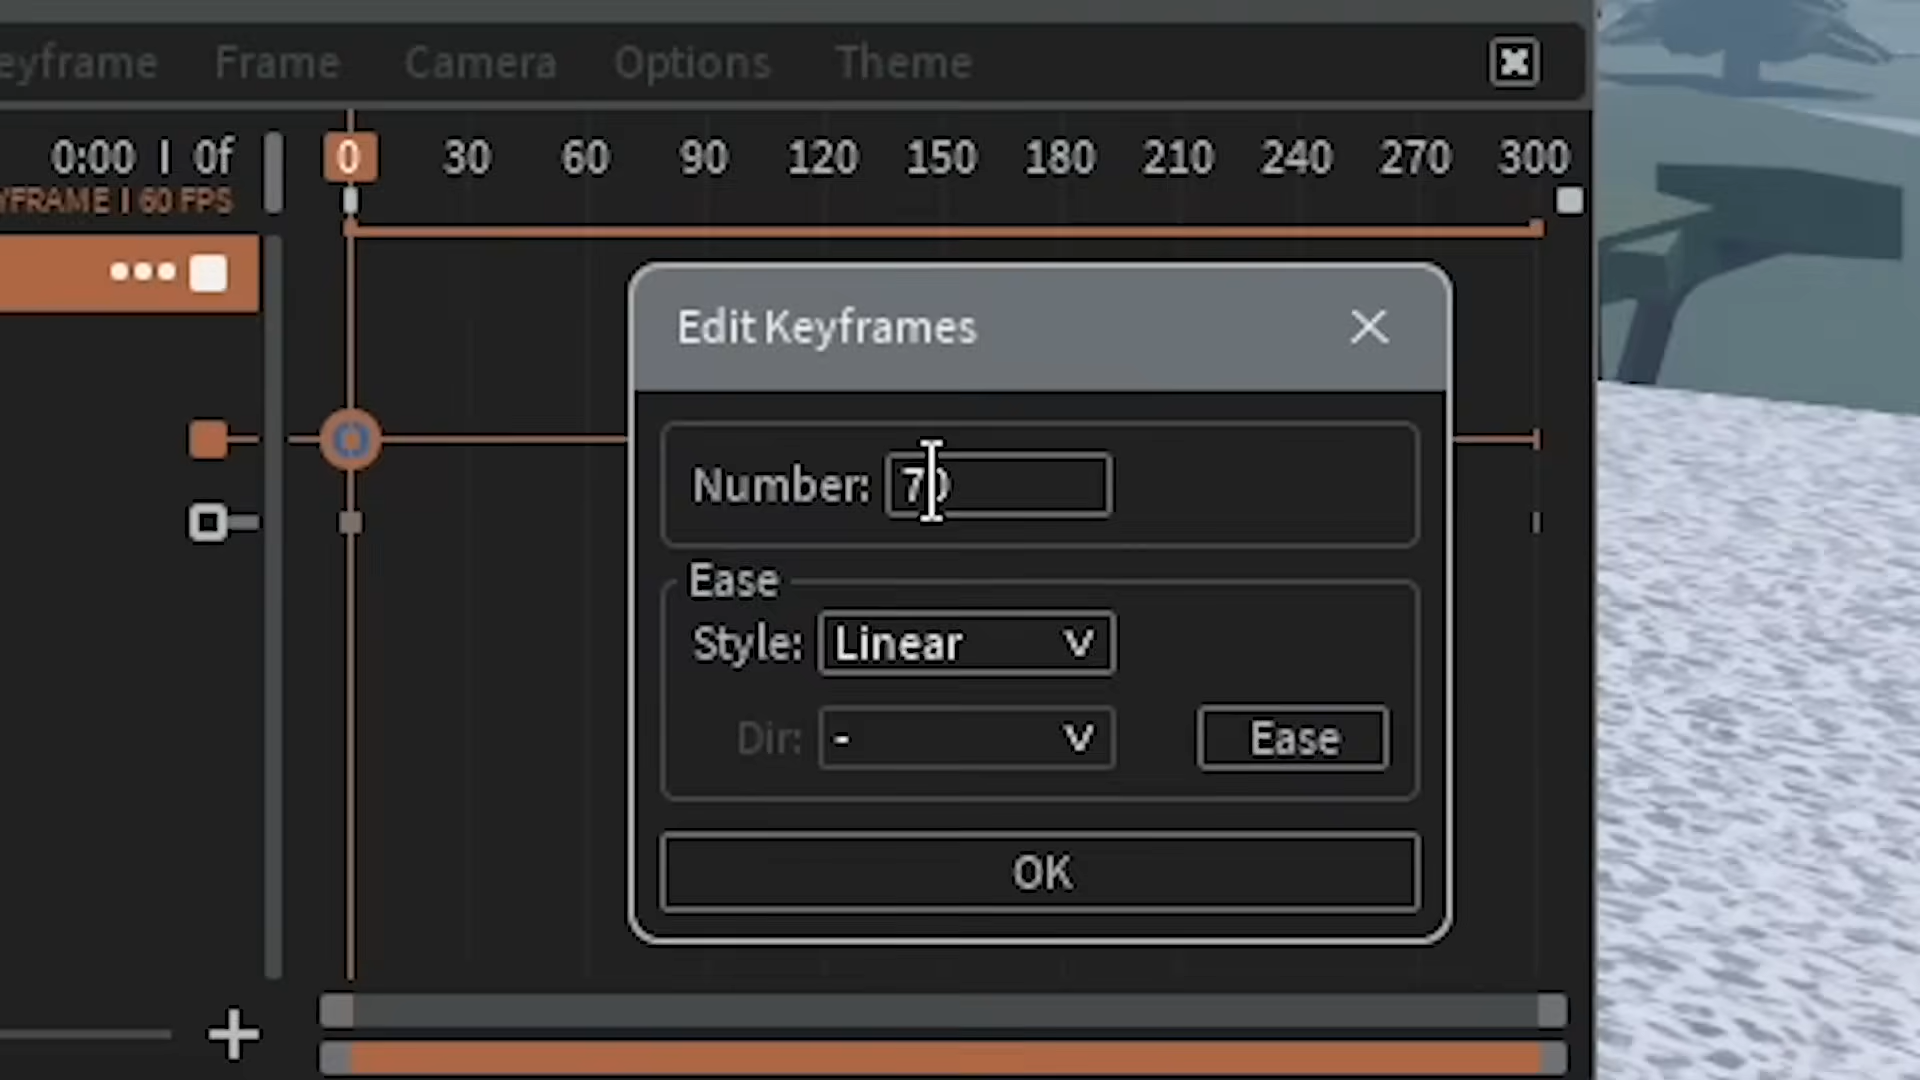 eyframe Frame Camera Options Theme
0:00 | 0f
0 30 60 90 120 150 180 210 240 270 300
YFRAME | 60 FPS
Edit Keyframes
Number: 70
Ease
Style: Linear
Dir: -
Ease
OK